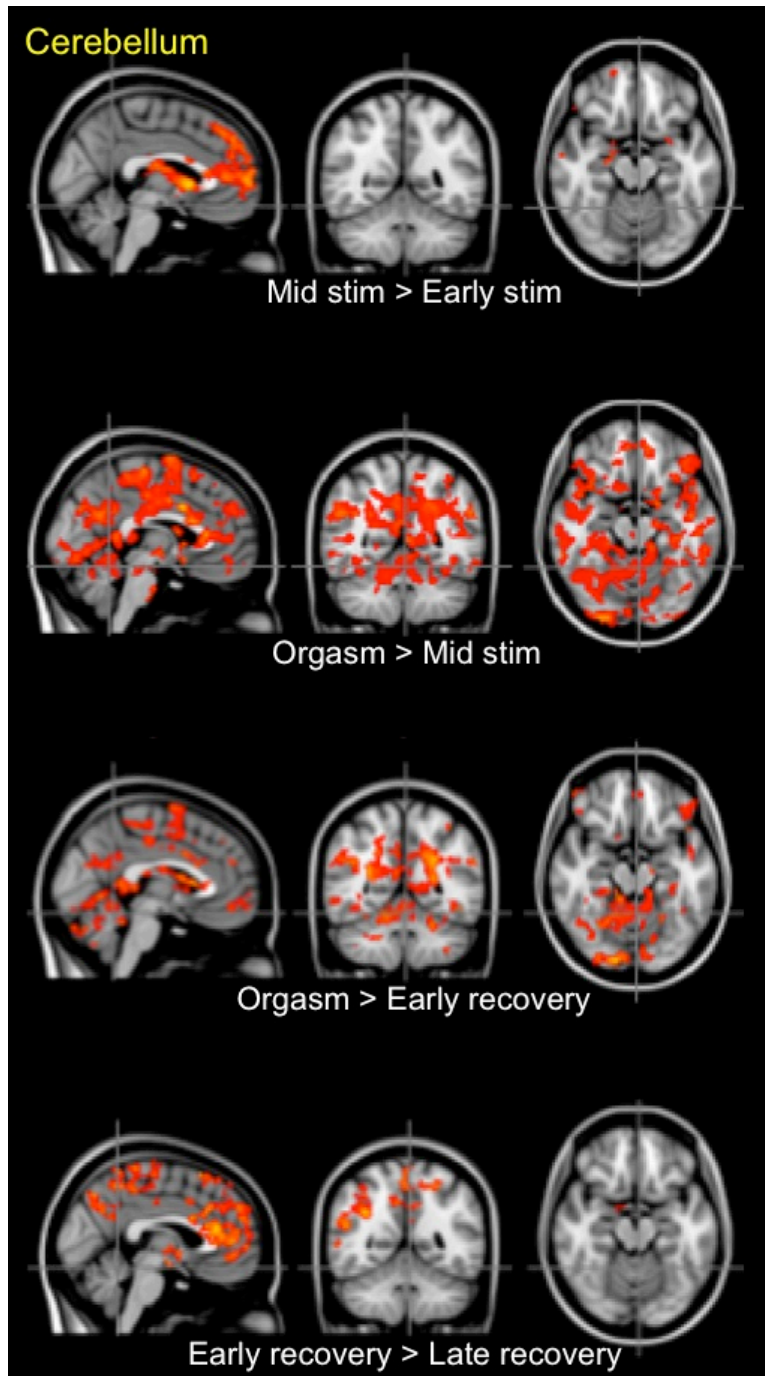 Cerebellum
Mid stim > Early stim
Orgasm > Mid stim
Orgasm > Early recovery
Early recovery > Late recovery